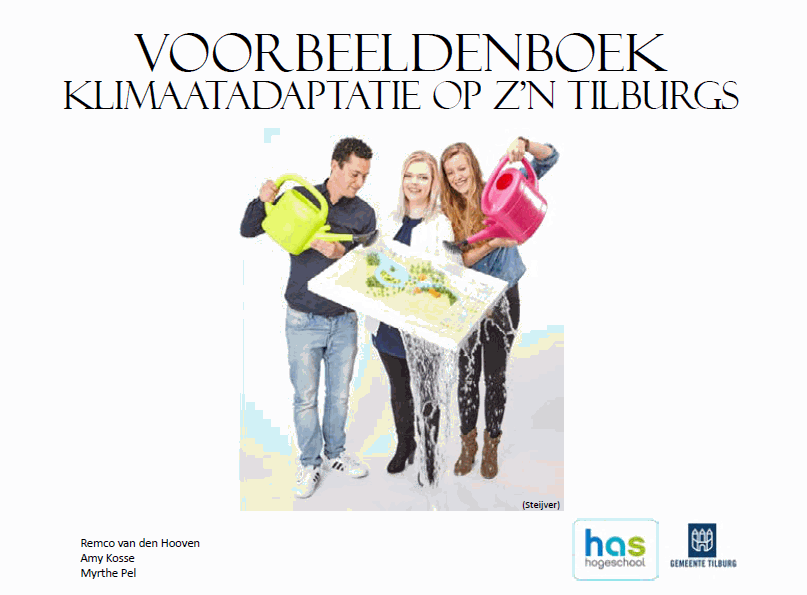 VOORBEELDENBOEK
KLIMAATADAPTATIE OP Z'N TILBURGS
(Steijver)
Remco van den Hooven
Amy Kosse
Myrthe Pel
has
hogeschool
GEMEENTE TILBURG